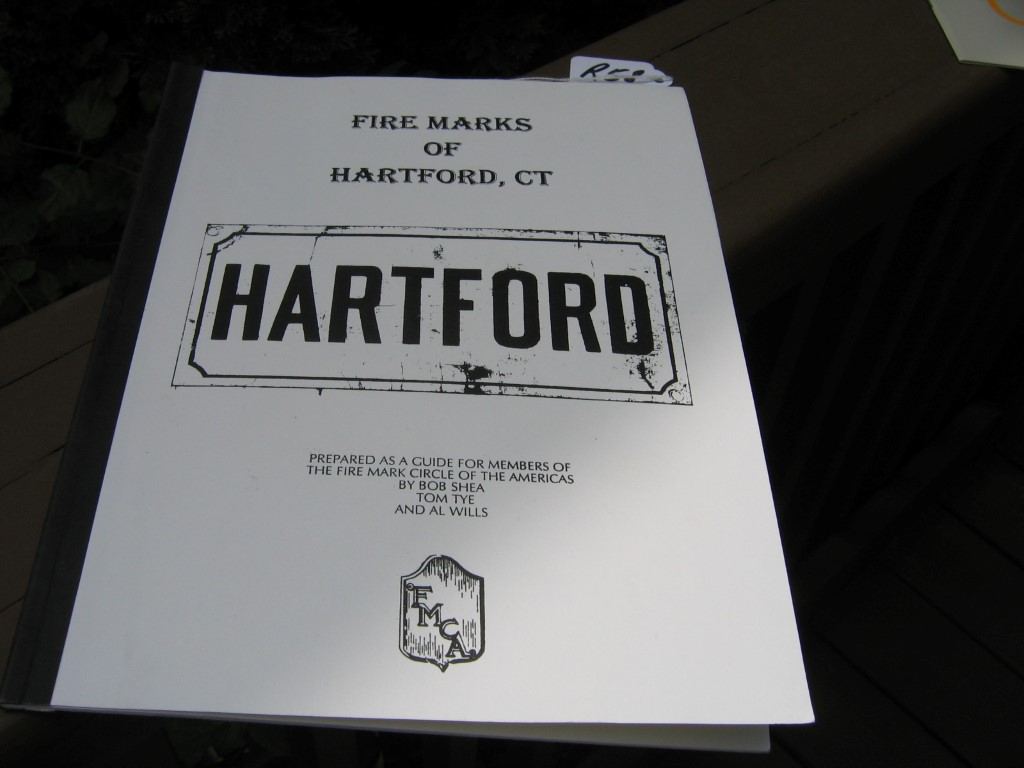 FIRE MARKS
OF
HARTFORD, CT
HARTFORD
PREPARED AS A GUIDE FOR MEMBERS OF
THE FIRE MARK CIRCLE OF THE AMERICAS
BY BOB SHEA
TOM TYE
AND AL WILLS
FMCA